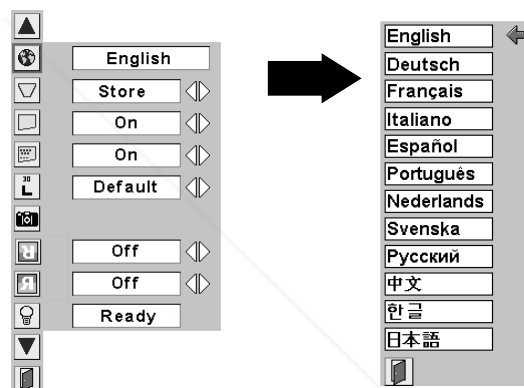 English
Store
On
On
30
L
Default
Off
R
Off
R
Ready
English
Deutsch
Français
Italiano
Español
Português
Nederlands
Svenska
Русский
中文
한글
日本語